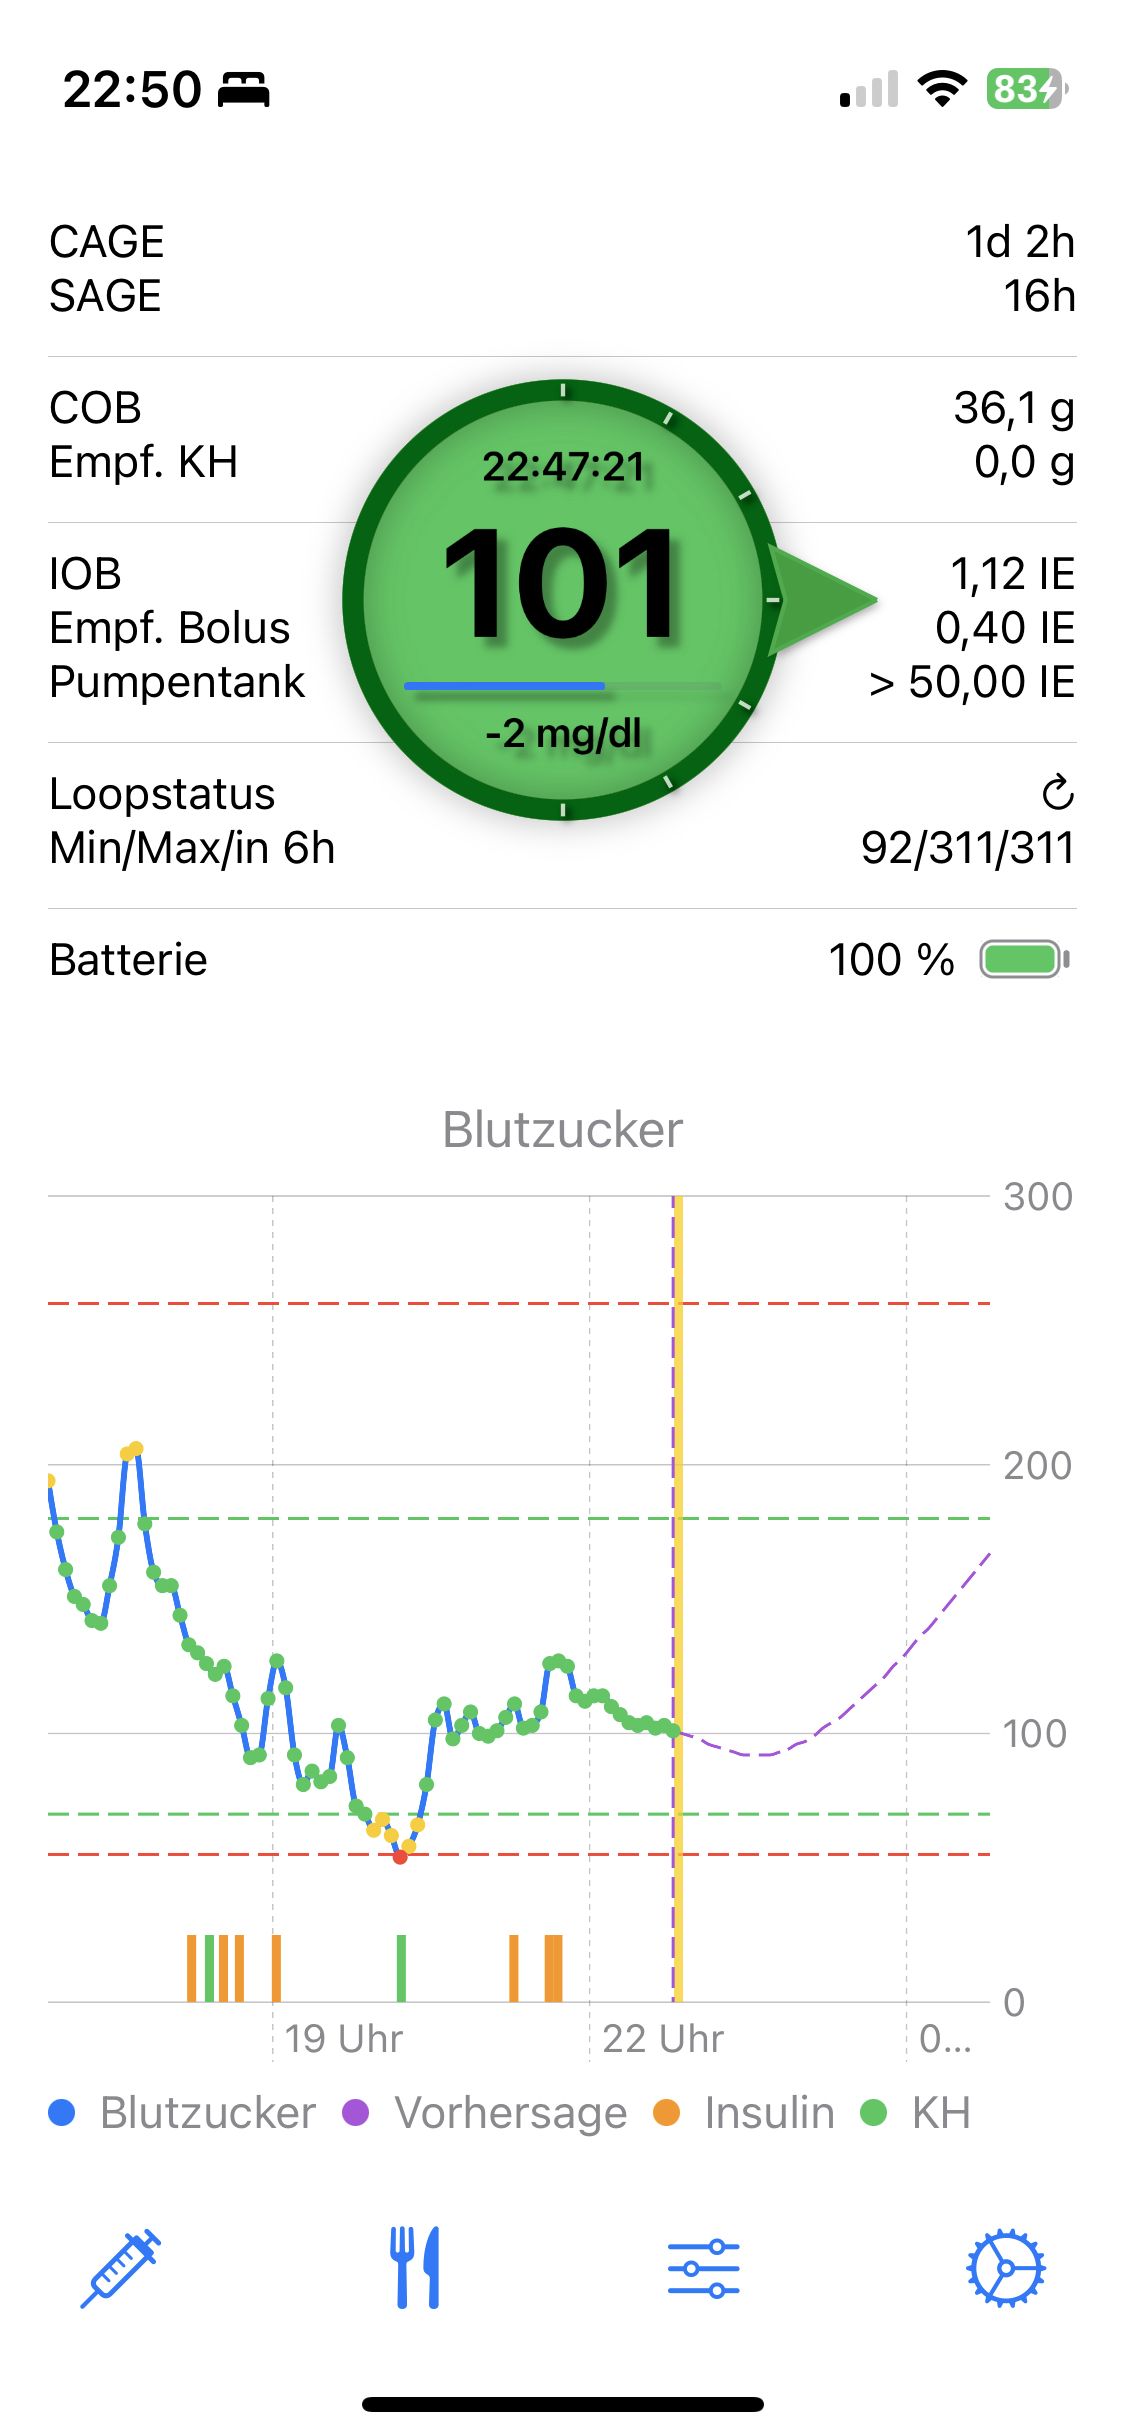 22:50
83
CAGE 1d 2h
SAGE 16h
COB 36,1 g
Empf. KH 0,0 g
22:47:21
101
-2 mg/dl
IOB 1,12 IE
Empf. Bolus 0,40 IE
Pumpentank > 50,00 IE
Loopstatus
Min/Max/in 6h 92/311/311
Batterie 100 %
Blutzucker
300
200
100
0
19 Uhr 22 Uhr 0...
Blutzucker Vorhersage Insulin KH